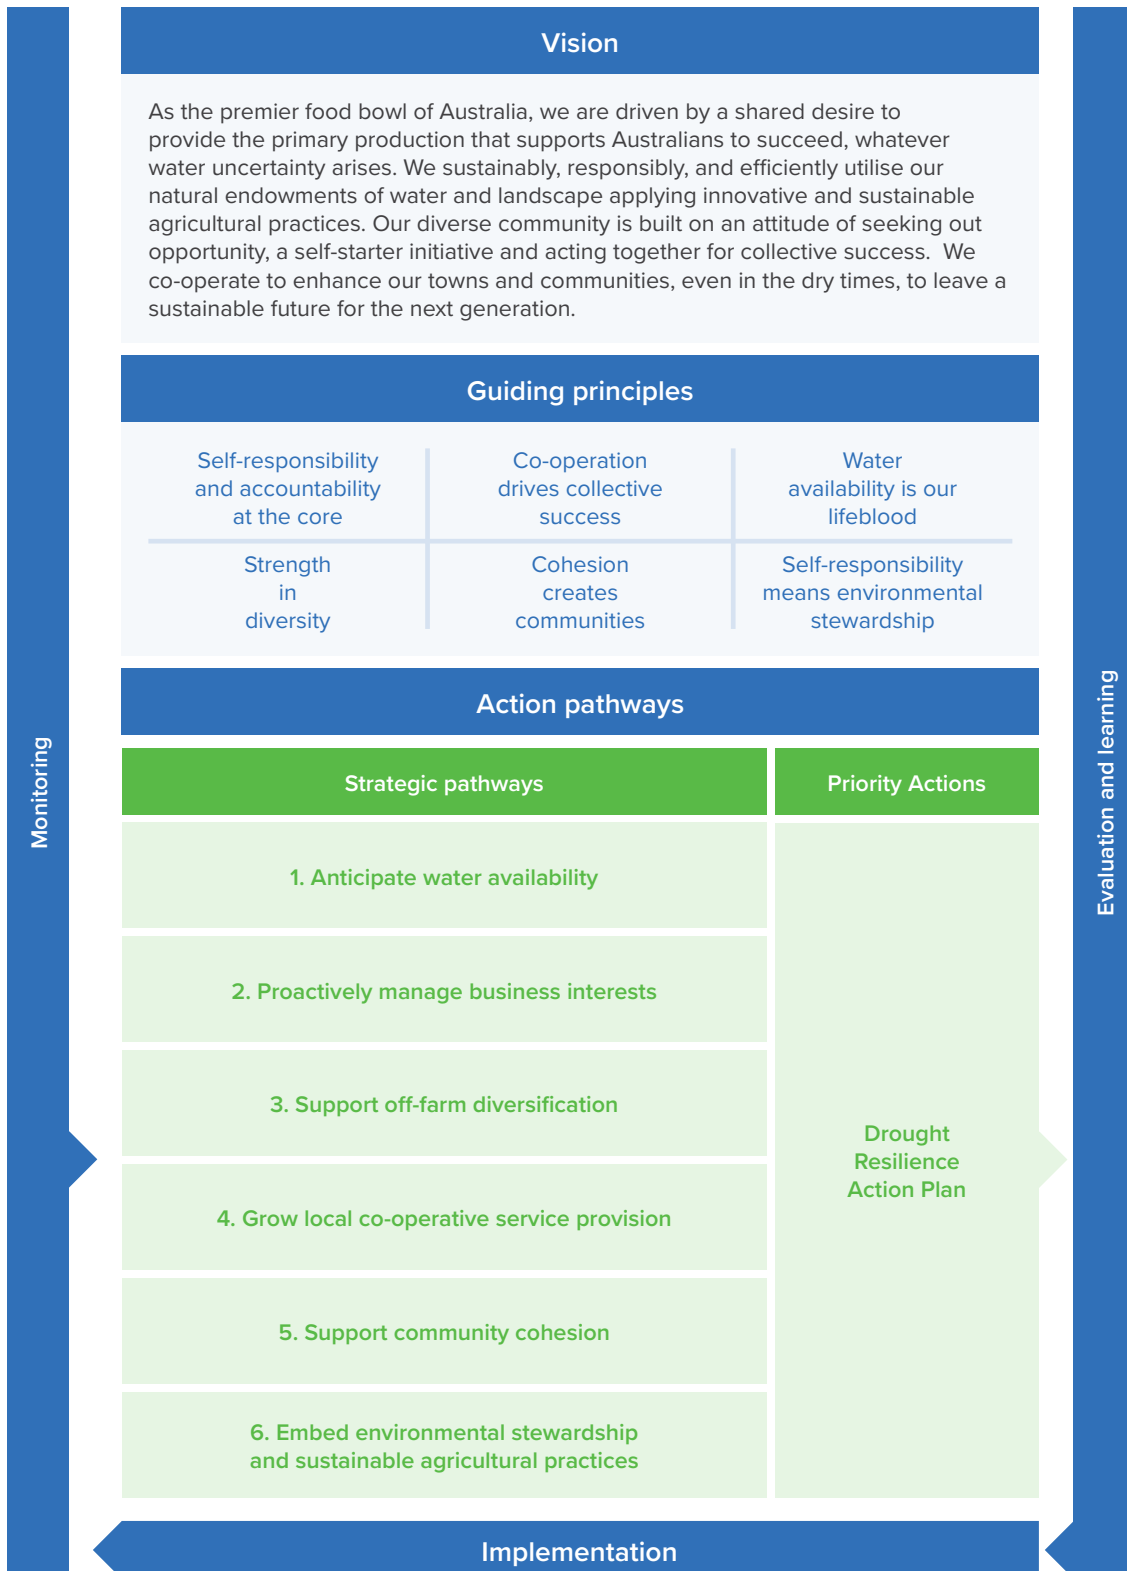 Vision
As the premier food bowl of Australia, we are driven by a shared desire to
provide the primary production that supports Australians to succeed, whatever
water uncertainty arises. We sustainably, responsibly, and efficiently utilise our
natural endowments of water and landscape applying innovative and sustainable
agricultural practices. Our diverse community is built on an attitude of seeking out
opportunity, a self-starter initiative and acting together for collective success.  We
co-operate to enhance our towns and communities, even in the dry times, to leave a
sustainable future for the next generation.
Guiding principles
Self-responsibility
and accountability
at the core
Co-operation
drives collective
success
Water
availability is our
lifeblood
Strength
in
diversity
Cohesion
creates
communities
Self-responsibility
means environmental
stewardship
Action pathways
Strategic pathways
Priority Actions
1. Anticipate water availability
2. Proactively manage business interests
3. Support off-farm diversification
4. Grow local co-operative service provision
5. Support community cohesion
6. Embed environmental stewardship
and sustainable agricultural practices
Drought
Resilience
Action Plan
Implementation
Monitoring
Evaluation and learning